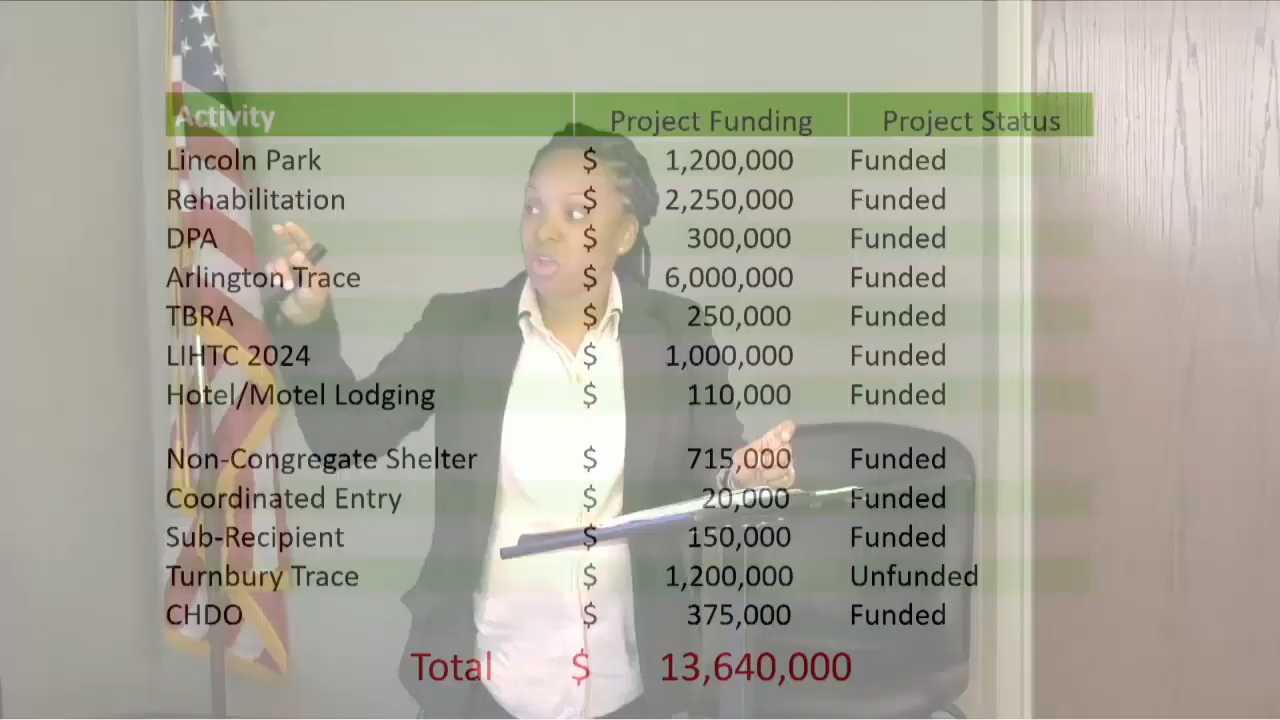 Activity Project Funding Project Status
Lincoln Park $ 1,200,000 Funded
Rehabilitation $ 2,250,000 Funded
DPA $ 300,000 Funded
Arlington Trace $ 6,000,000 Funded
TBRA $ 250,000 Funded
LIHTC 2024 $ 1,000,000 Funded
Hotel/Motel Lodging $ 110,000 Funded
Non-Congregate Shelter $ 715,000 Funded
Coordinated Entry $ 20,000 Funded
Sub-Recipient $ 150,000 Funded
Turnbury Trace $ 1,200,000 Unfunded
CHDO $ 375,000 Funded
Total $ 13,640,000